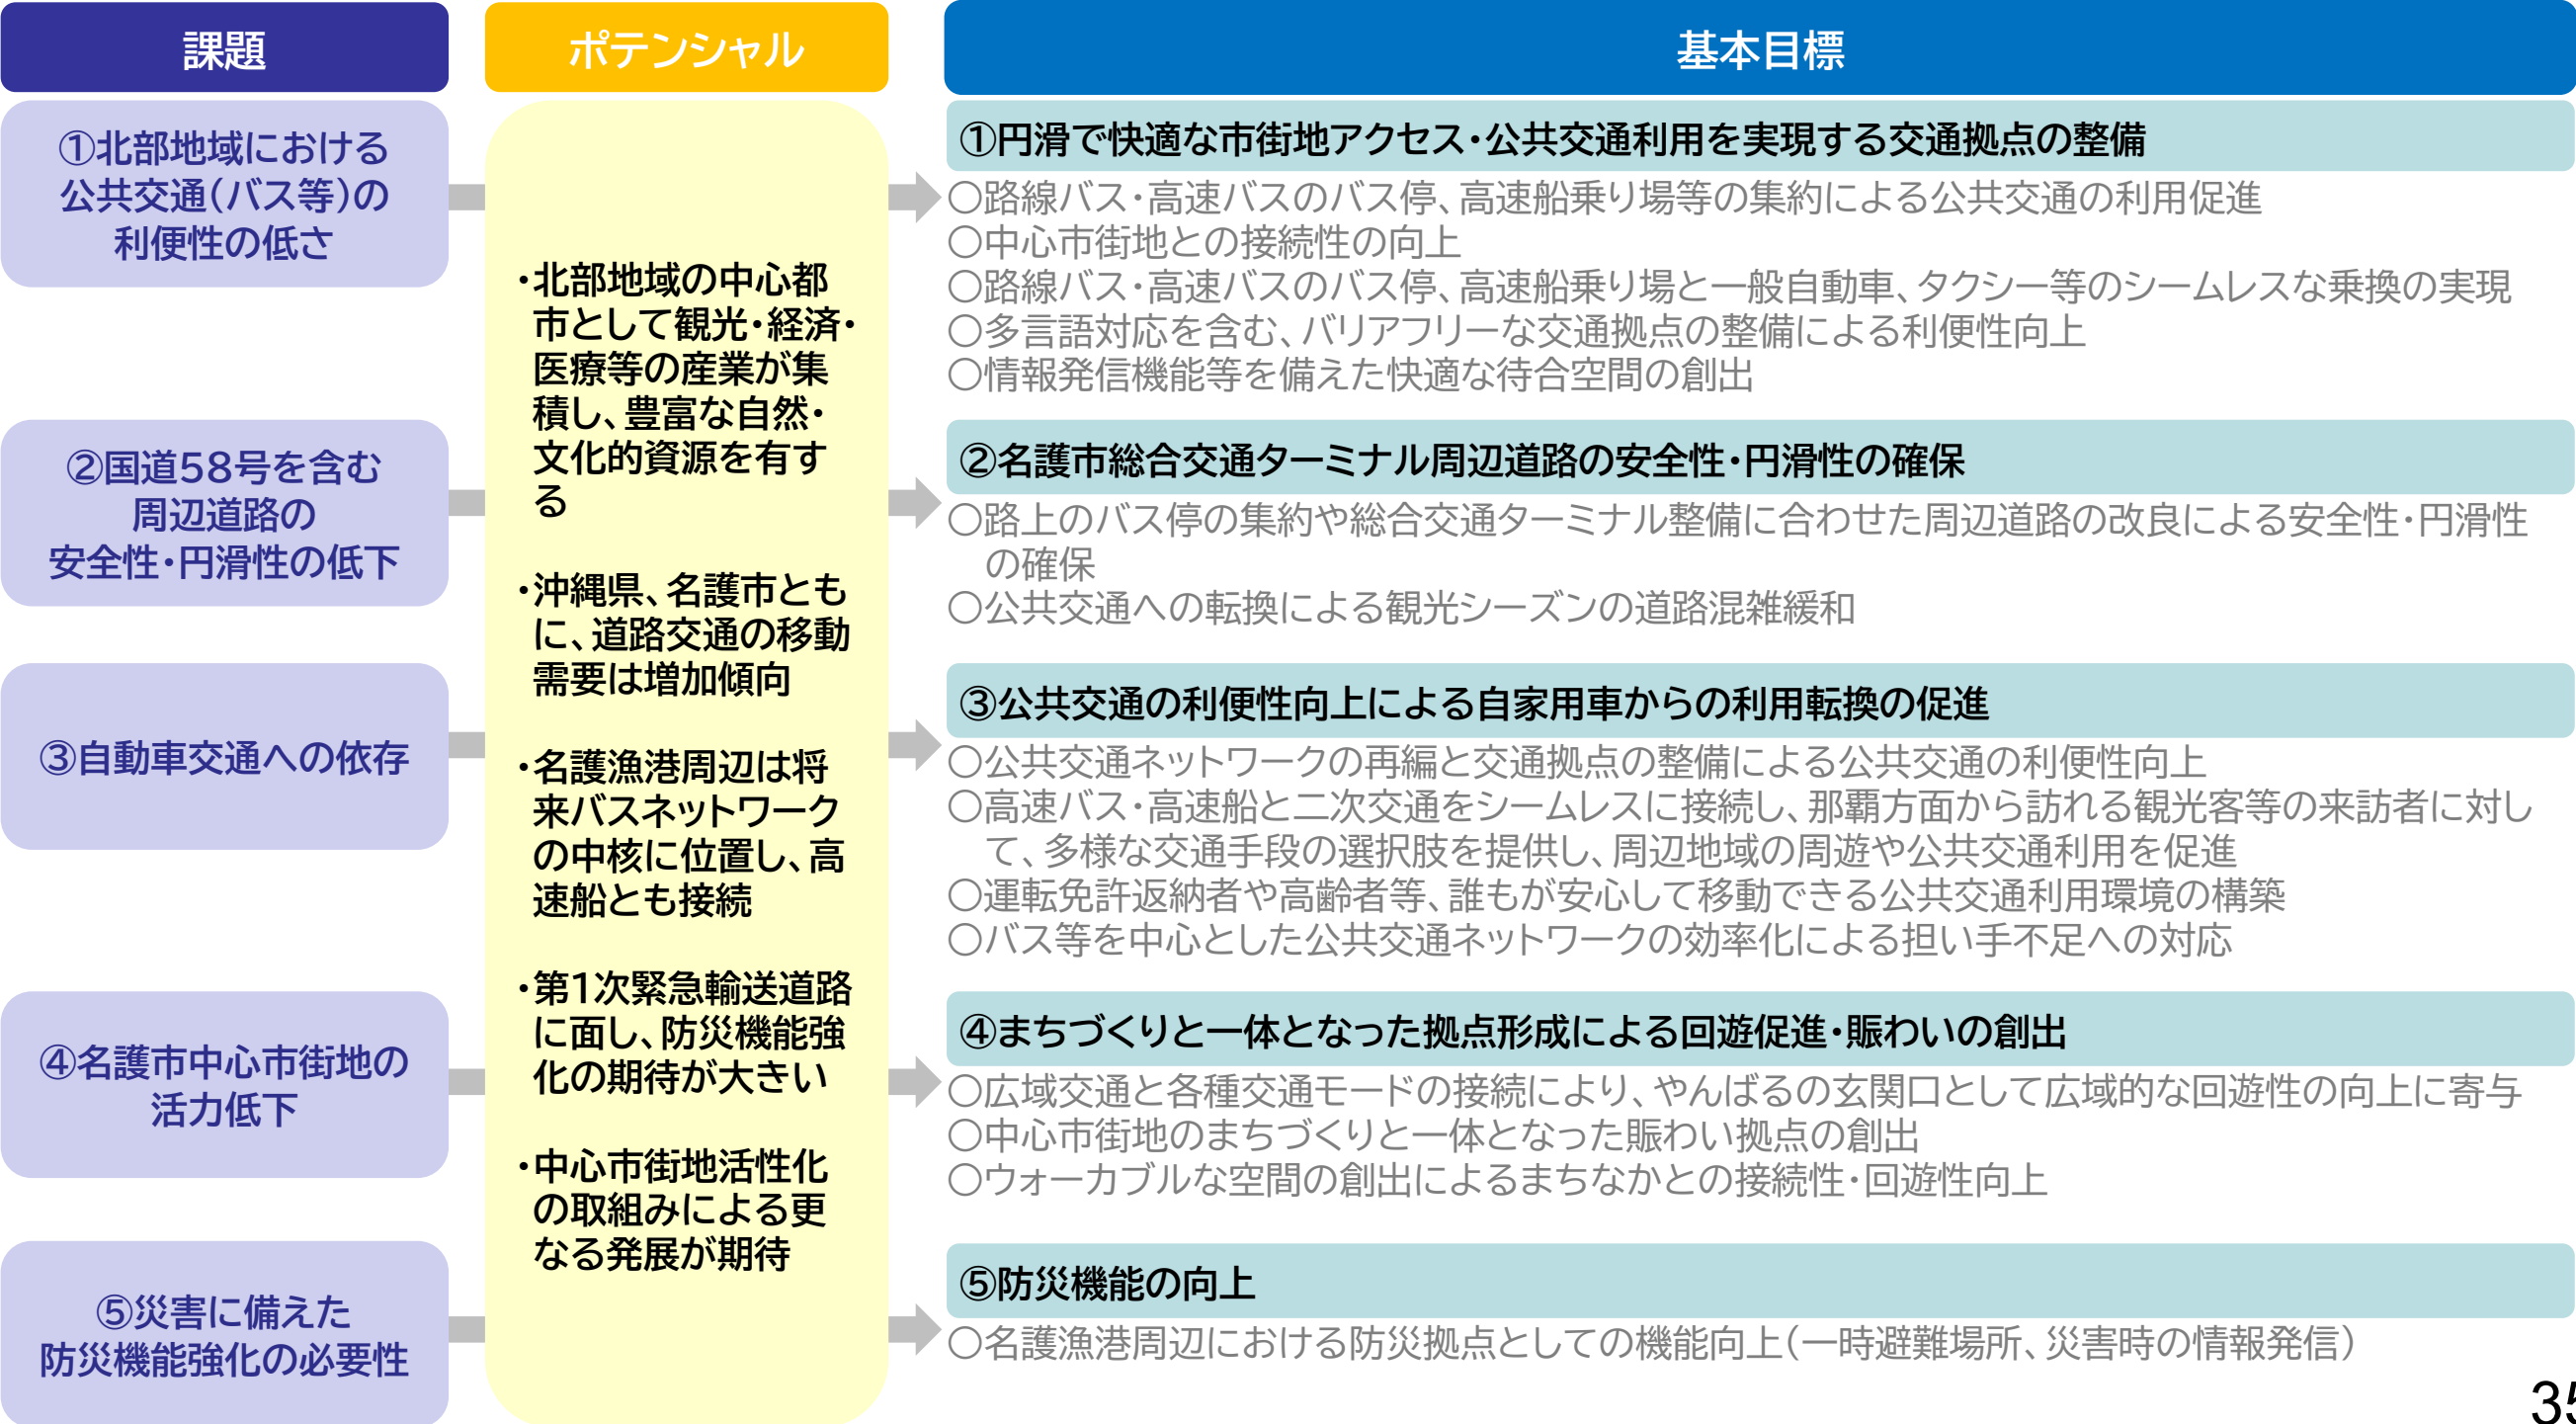 課題
ポテンシャル
基本目標
①北部地域における
公共交通（バス等）の
利便性の低さ
②国道58号を含む
周辺道路の
安全性・円滑性の低下
③自動車交通への依存
④名護市中心市街地の
活力低下
⑤災害に備えた
防災機能強化の必要性
・北部地域の中心都
市として観光・経済・
医療等の産業が集
積し、豊富な自然・
文化的資源を有す
る
・沖縄県、名護市とも
に、道路交通の移動
需要は増加傾向
・名護漁港周辺は将
来バスネットワーク
の中核に位置し、高
速船とも接続
・第1次緊急輸送道路
に面し、防災機能強
化の期待が大きい
・中心市街地活性化
の取組みによる更
なる発展が期待
①円滑で快適な市街地アクセス・公共交通利用を実現する交通拠点の整備
○路線バス・高速バスのバス停、高速船乗り場等の集約による公共交通の利用促進
○中心市街地との接続性の向上
○路線バス・高速バスのバス停、高速船乗り場と一般自動車、タクシー等のシームレスな乗換の実現
○多言語対応を含む、バリアフリーな交通拠点の整備による利便性向上
○情報発信機能等を備えた快適な待合空間の創出
②名護市総合交通ターミナル周辺道路の安全性・円滑性の確保
○路上のバス停の集約や総合交通ターミナル整備に合わせた周辺道路の改良による安全性・円滑性
の確保
○公共交通への転換による観光シーズンの道路混雑緩和
③公共交通の利便性向上による自家用車からの利用転換の促進
○公共交通ネットワークの再編と交通拠点の整備による公共交通の利便性向上
○高速バス・高速船と二次交通をシームレスに接続し、那覇方面から訪れる観光客等の来訪者に対し
て、多様な交通手段の選択肢を提供し、周辺地域の周遊や公共交通利用を促進
○運転免許返納者や高齢者等、誰もが安心して移動できる公共交通利用環境の構築
○バス等を中心とした公共交通ネットワークの効率化による担い手不足への対応
④まちづくりと一体となった拠点形成による回遊促進・賑わいの創出
○広域交通と各種交通モードの接続により、やんばるの玄関口として広域的な回遊性の向上に寄与
○中心市街地のまちづくりと一体となった賑わい拠点の創出
○ウォーカブルな空間の創出によるまちなかとの接続性・回遊性向上
⑤防災機能の向上
○名護漁港周辺における防災拠点としての機能向上（一時避難場所、災害時の情報発信）
35